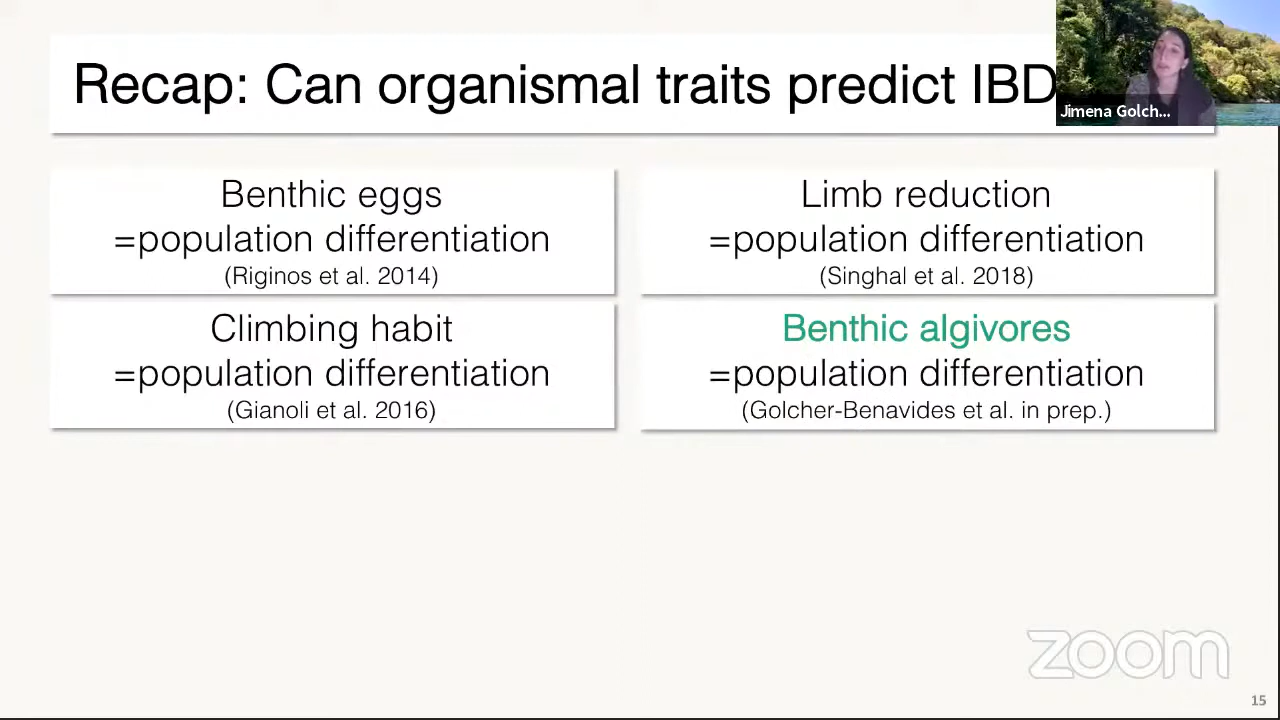 Recap: Can organismal traits predict IBD
Jimena Golch...
Benthic eggs
=population differentiation
(Riginos et al. 2014)
Limb reduction
=population differentiation
(Singhal et al. 2018)
Climbing habit
=population differentiation
(Gianoli et al. 2016)
Benthic algivores
=population differentiation
(Golcher-Benavides et al. in prep.)
zoom
15